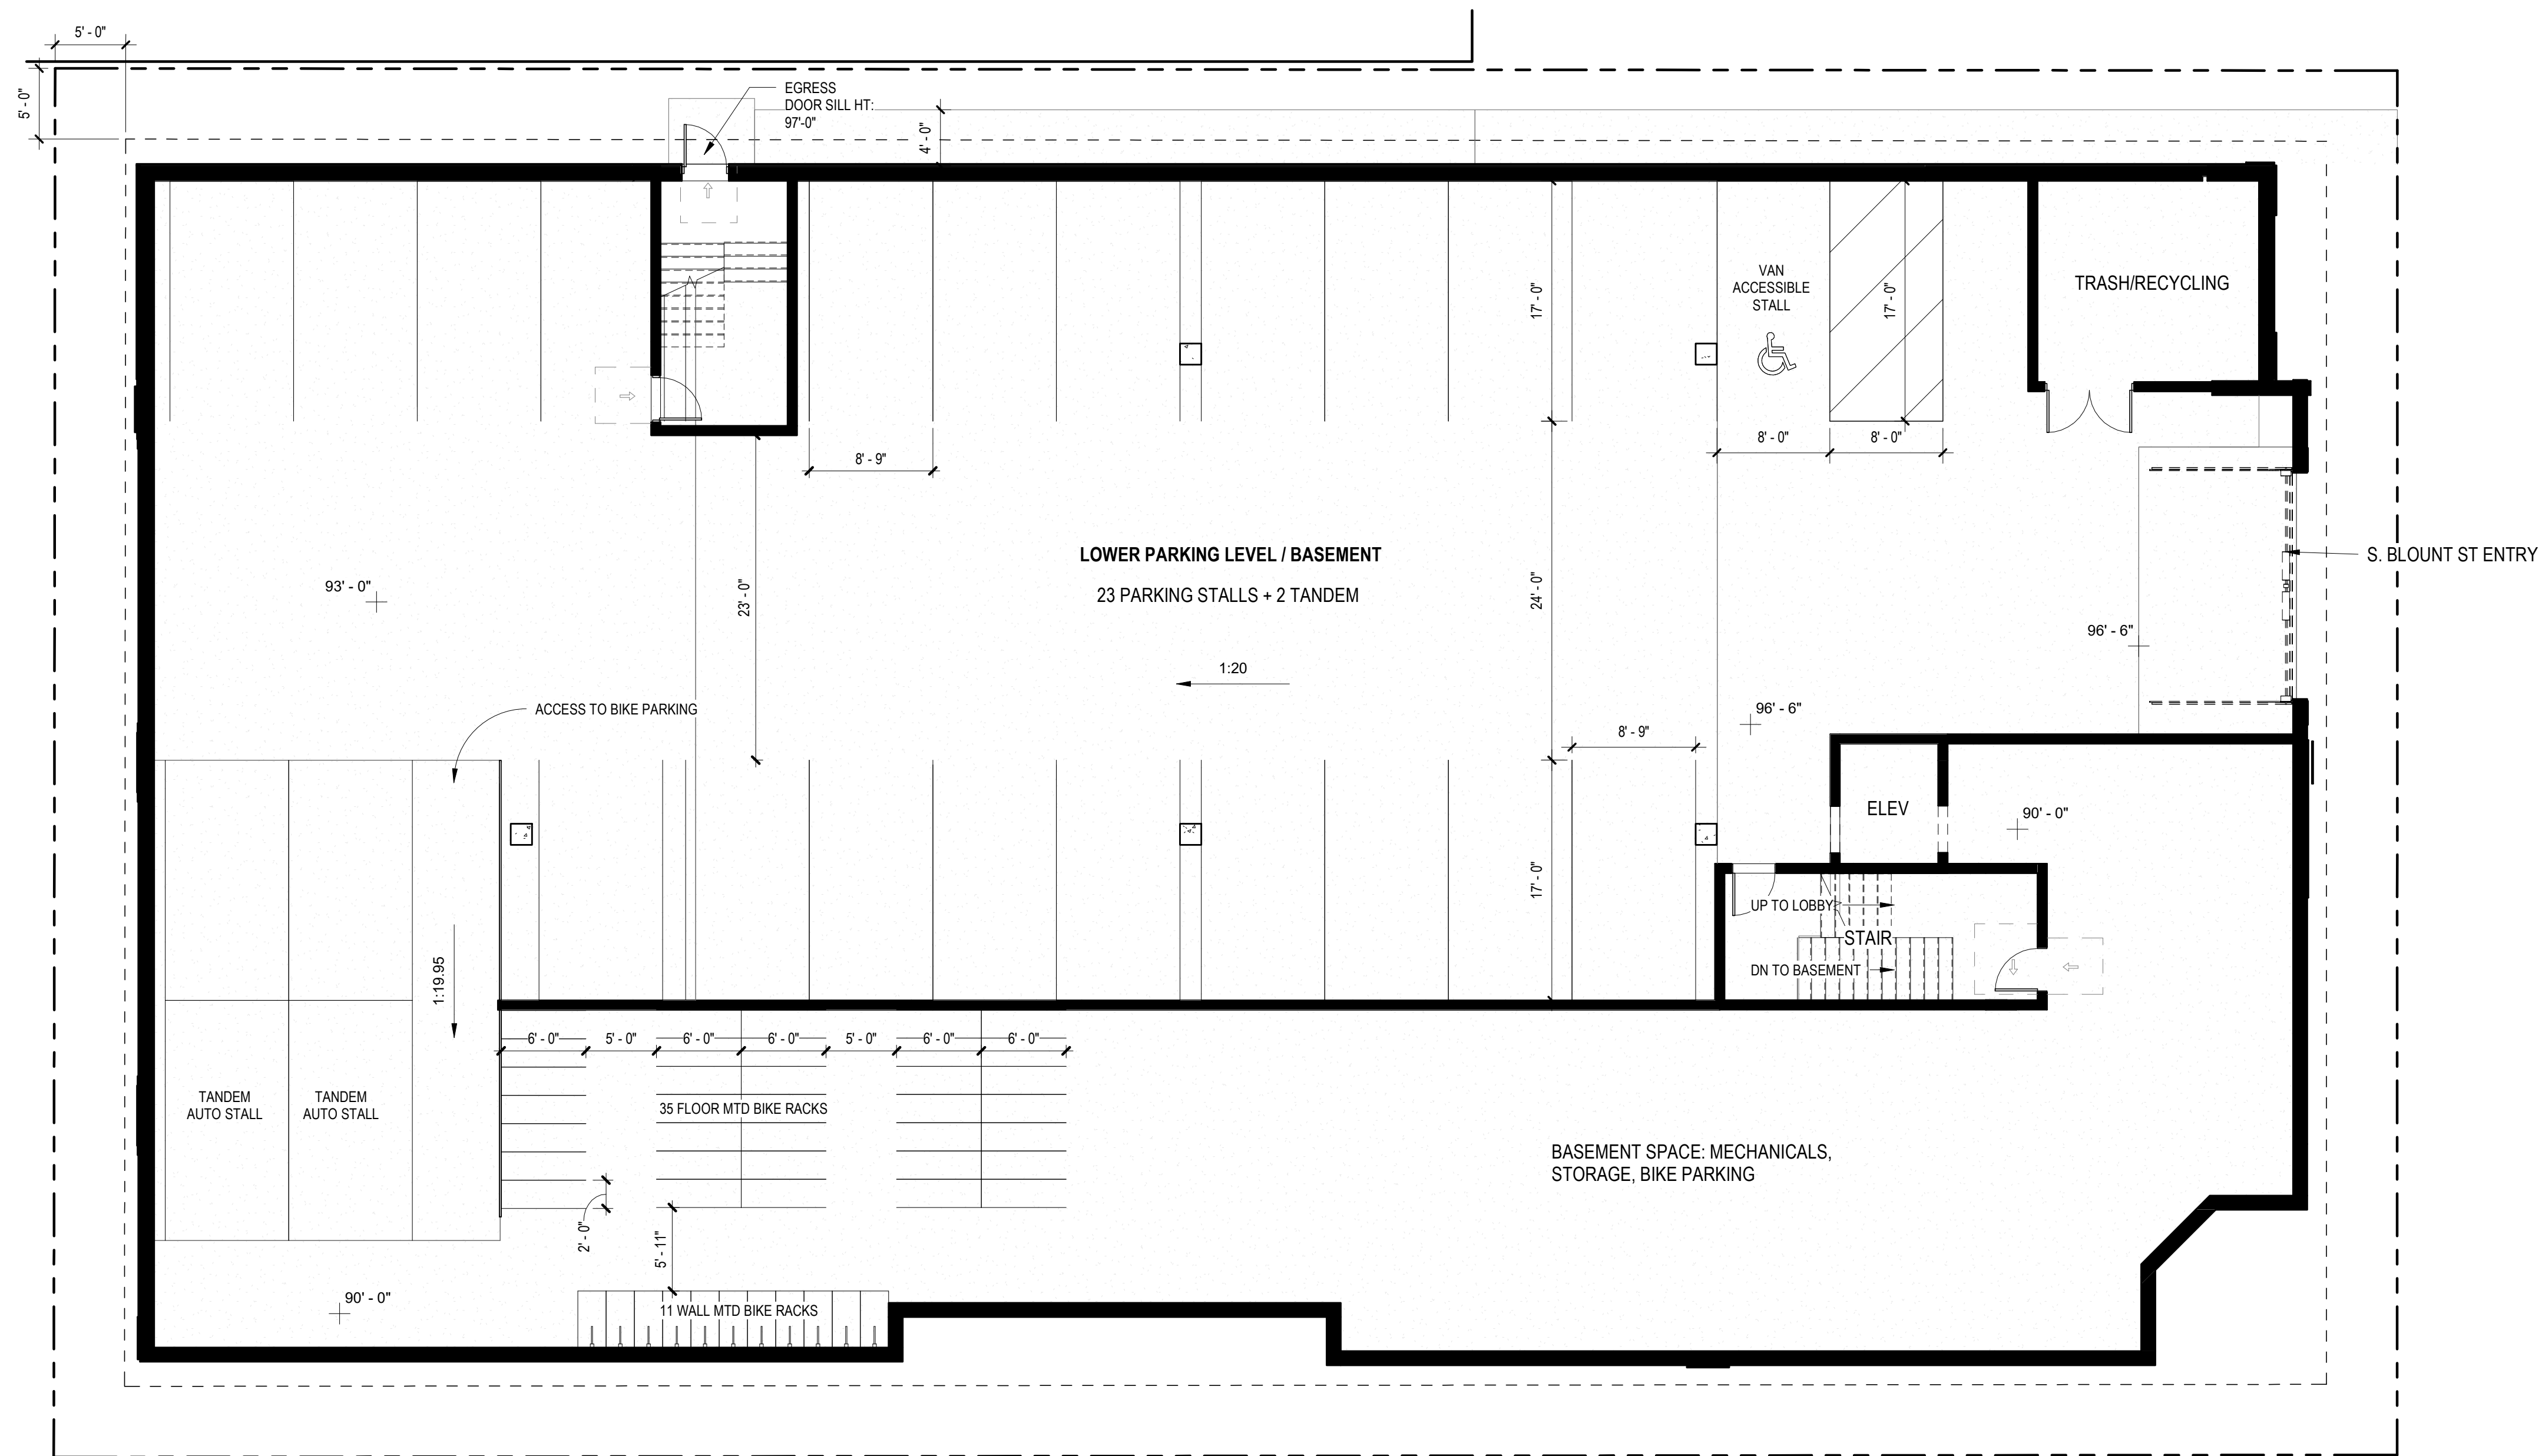 5' - 0"
5' - 0"
EGRESS
DOOR SILL HT:
97'-0"
4' - 0"
VAN
ACCESSIBLE
STALL
17' - 0"
17' - 0"
TRASH/RECYCLING
8' - 9"
8' - 0"
8' - 0"
LOWER PARKING LEVEL / BASEMENT
23 PARKING STALLS + 2 TANDEM
S. BLOUNT ST ENTRY
93' - 0"
23' - 0"
24' - 0"
96' - 6"
1:20
ACCESS TO BIKE PARKING
96' - 6"
8' - 9"
ELEV
90' - 0"
17' - 0"
UP TO LOBBY
STAIR
DN TO BASEMENT
1:19.95
6' - 0"
5' - 0"
6' - 0"
6' - 0"
5' - 0"
6' - 0"
6' - 0"
TANDEM
AUTO STALL
TANDEM
AUTO STALL
35 FLOOR MTD BIKE RACKS
BASEMENT SPACE: MECHANICALS,
STORAGE, BIKE PARKING
2' - 0"
5' - 11"
90' - 0"
11 WALL MTD BIKE RACKS